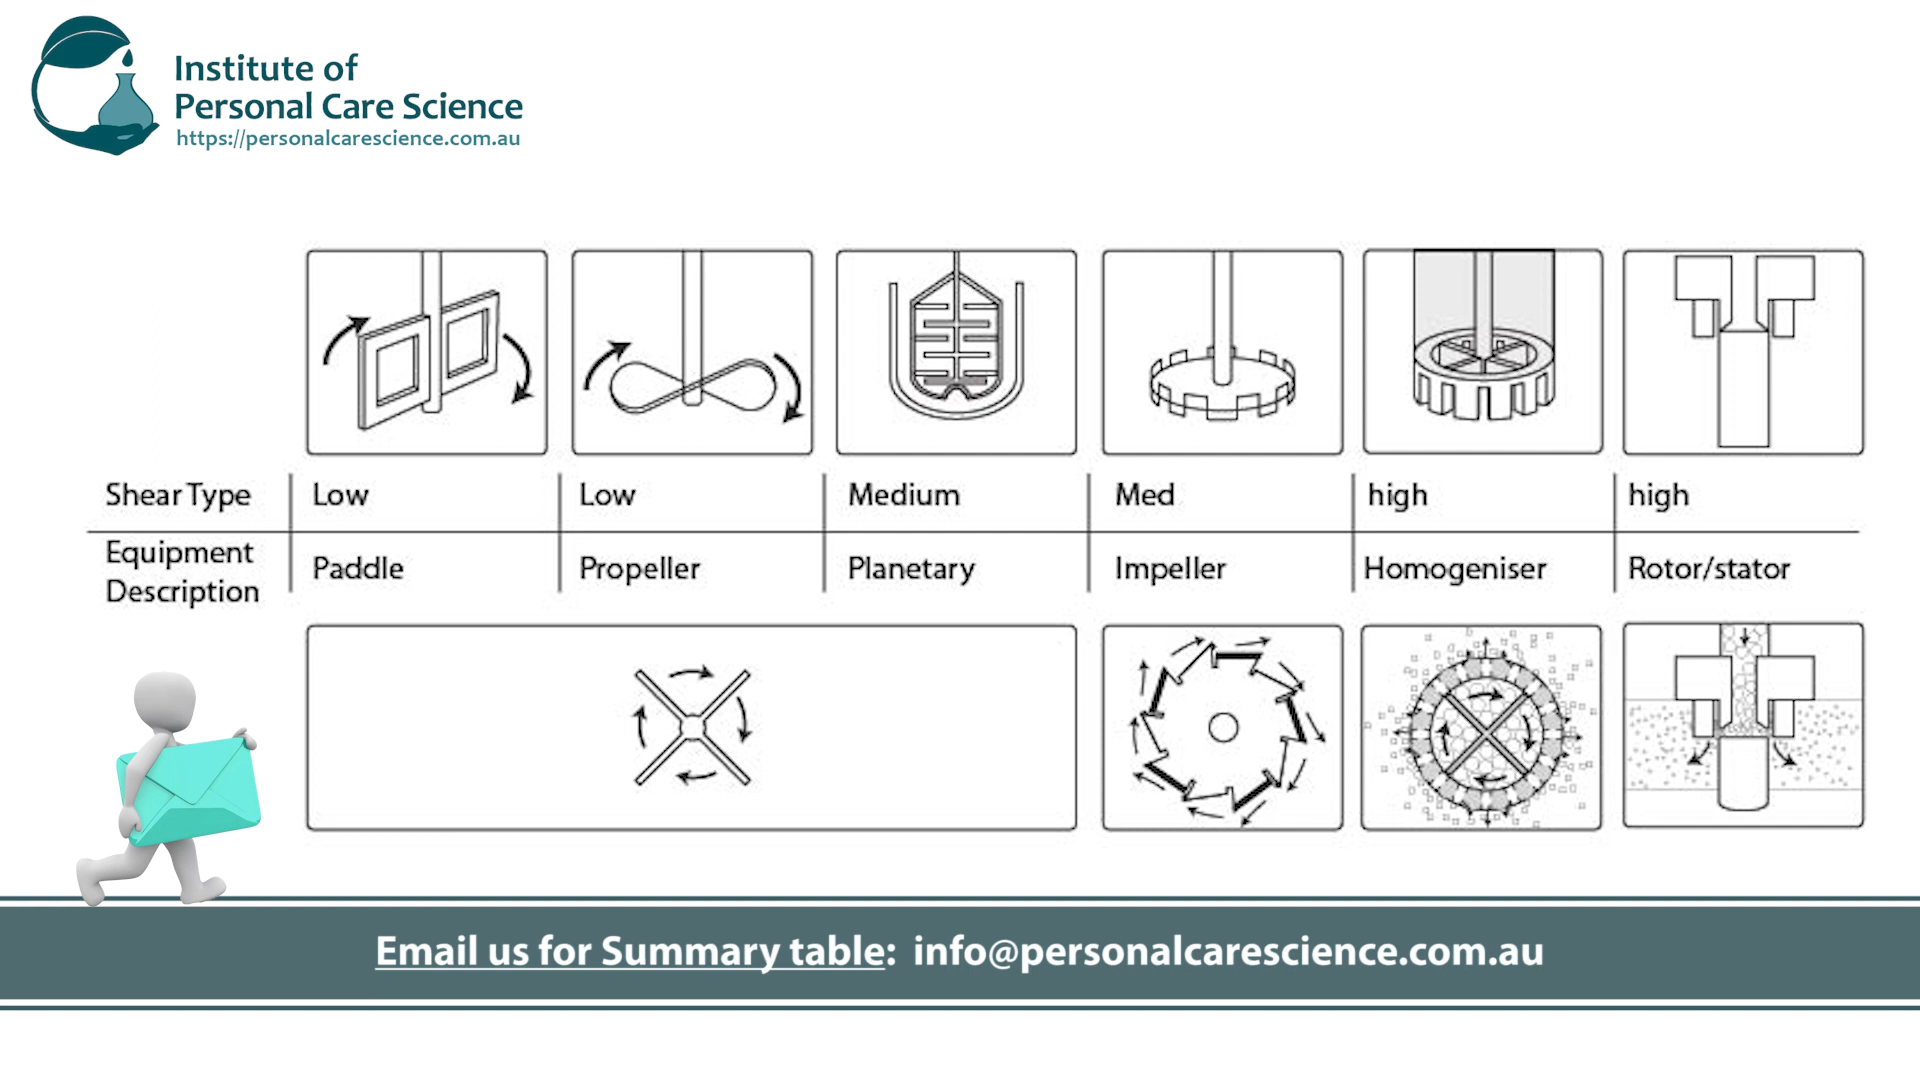 Institute of
Personal Care Science
https://personalcarescience.com.au
Shear Type Low Low Medium Med high high
Equipment
Description Paddle Propeller Planetary Impeller Homogeniser Rotor/stator
Email us for Summary table: info@personalcarescience.com.au